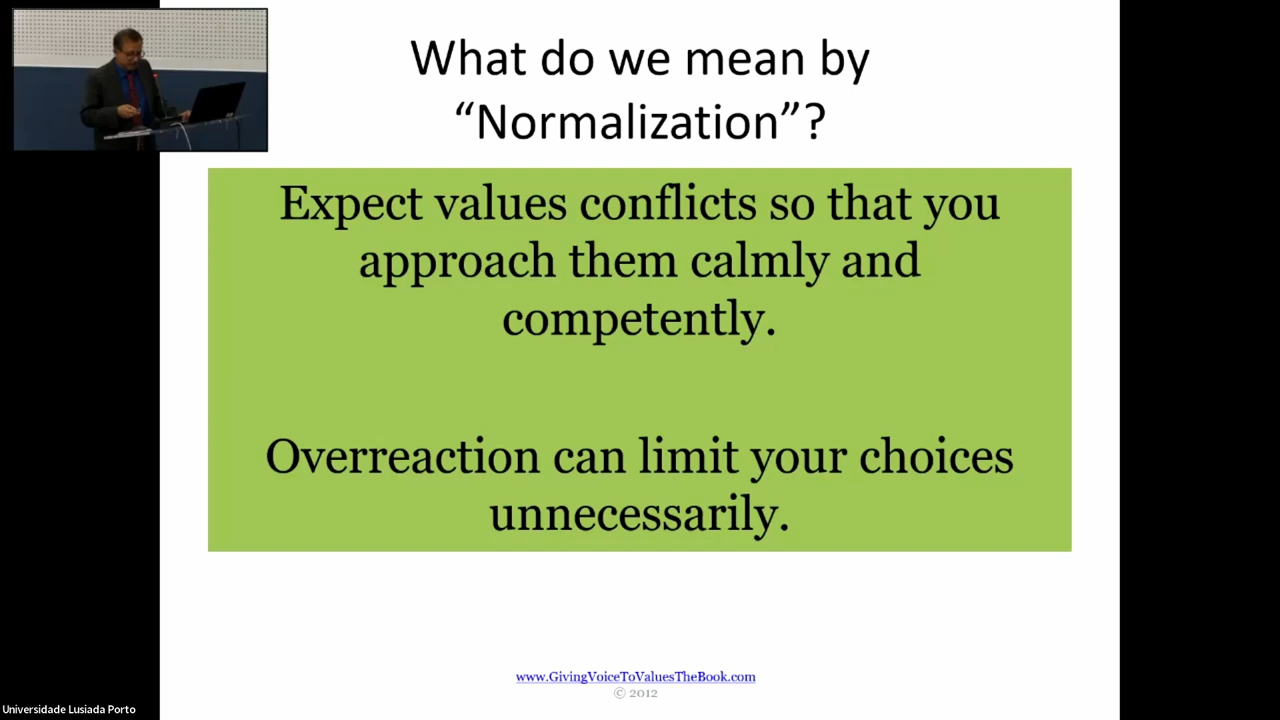 What do we mean by
“Normalization”?
Expect values conflicts so that you
approach them calmly and
competently.
Overreaction can limit your choices
unnecessarily.
www.GivingVoiceToValuesTheBook.com
© 2012
Universidade Lusiada Porto